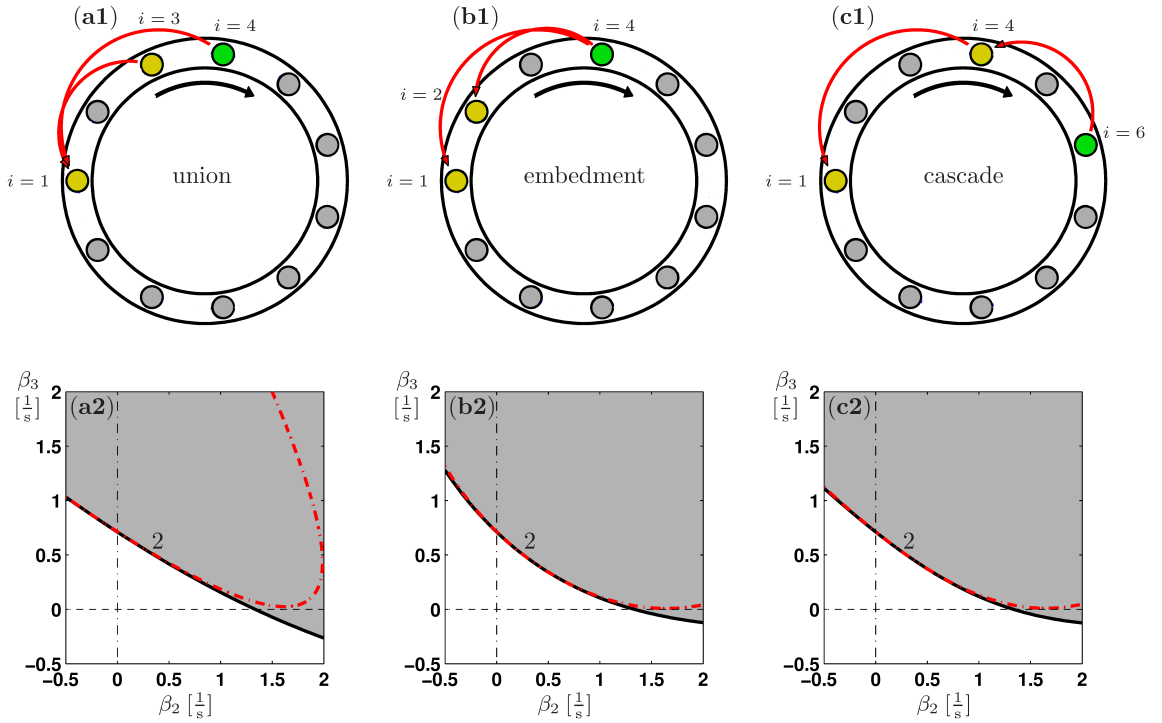 (a1) i = 3 i = 4
i = 1 union
(b1) i = 4
i = 2
i = 1 embedment
(c1) i = 4
i = 6
i = 1 cascade
β₃ [1/s]
(a2)
2
1.5
1
0.5
0
−0.5
2
−0.5 0 0.5 1 1.5 2
β₂ [1/s]
β₃ [1/s]
(b2)
2
1.5
1
0.5
0
−0.5
2
−0.5 0 0.5 1 1.5 2
β₂ [1/s]
β₃ [1/s]
(c2)
2
1.5
1
0.5
0
−0.5
2
−0.5 0 0.5 1 1.5 2
β₂ [1/s]